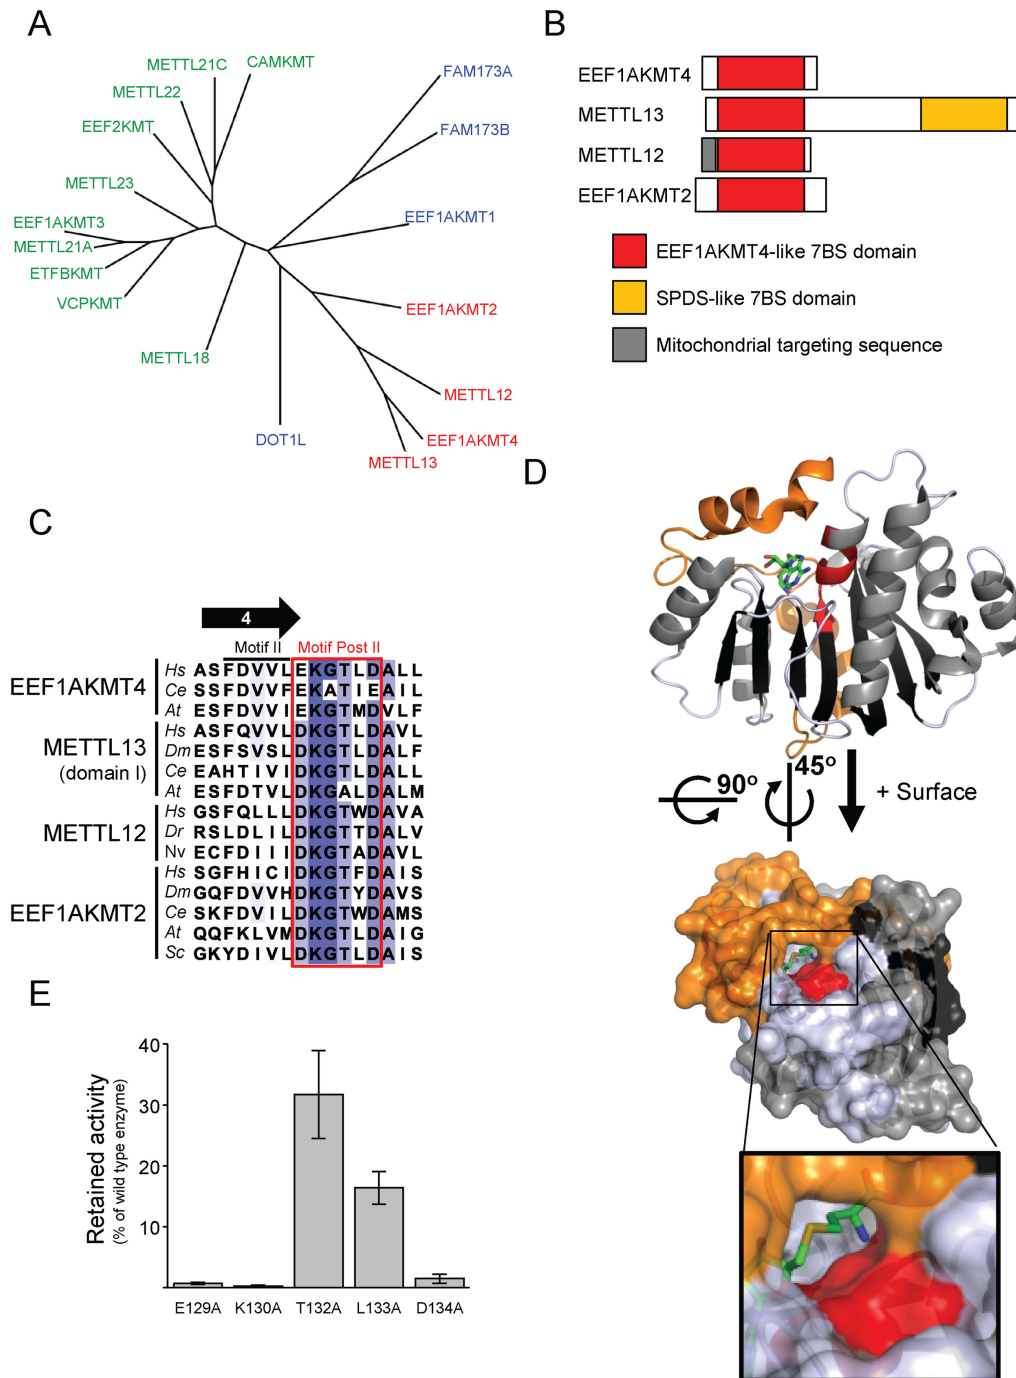 A
METTL21C
CAMKMT
METTL22
EEF2KMT
METTL23
EEF1AKMT3
METTL21A
ETFBKMT
VCPKMT
METTL18
FAM173A
FAM173B
EEF1AKMT1
EEF1AKMT2
METTL12
EEF1AKMT4
METTL13
DOT1L
B
EEF1AKMT4
METTL13
METTL12
EEF1AKMT2
EEF1AKMT4-like 7BS domain
SPDS-like 7BS domain
Mitochondrial targeting sequence
C
4
Motif II Motif Post II
EEF1AKMT4
Hs ASFDVVLEKGTLDALL
Ce SSFDVVFEKATIEAIL
At ESFDVVIEKGTMDVLF
METTL13
(domain I)
Hs ASFQVVLDKGTLDAVL
Dm ESFSVSLDKGTLDALF
Ce EAHTIVIDKGTLDALL
At ESFDTVLDKGALDALM
METTL12
Hs GSFQLLLDKGTWDAVA
Dr RSLDLILDKGTTDALV
Nv ECFDIIIDKGTADAVL
EEF1AKMT2
Hs SGFHICIDKGTFDAIS
Dm GQFDVVHDKGTYDAVS
Ce SKFDVILDKGTWDAMS
At QQFKLVMDKGTLDAIG
Sc GKYDIVLDKGTLDAIS
D
90°
45°
+ Surface
E
Retained activity
(% of wild type enzyme)
40
30
20
10
E129A K130A T132A L133A D134A